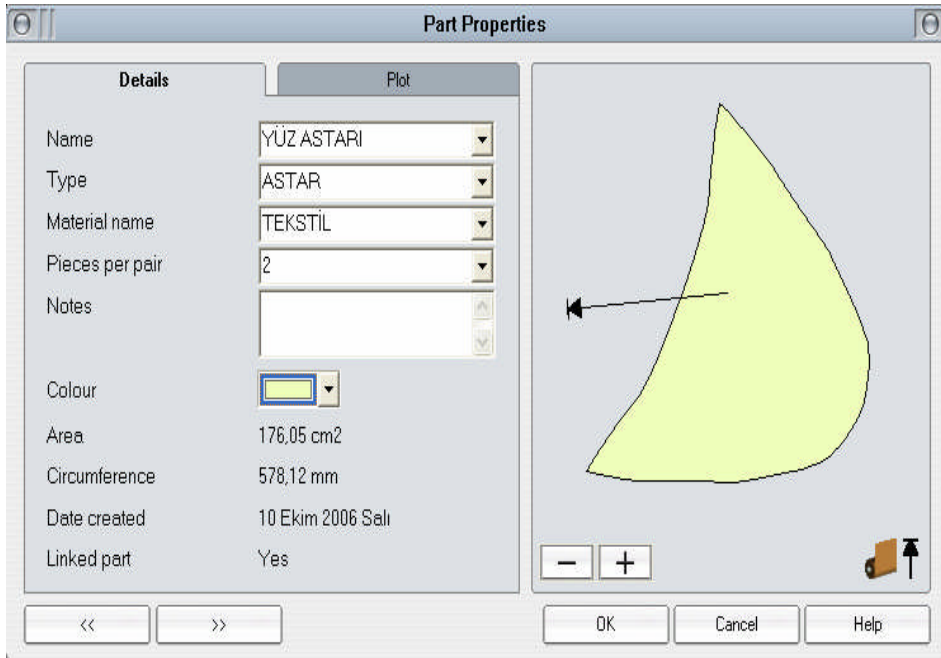 Part Properties
Details
Plot
Name
YÜZ ASTARI
Type
ASTAR
Material name
TEKSTİL
Pieces per pair
2
Notes
Colour
Area
176,05 cm2
Circumference
578,12 mm
Date created
10 Ekim 2006 Salı
Linked part
Yes
<<
>>
OK
Cancel
Help